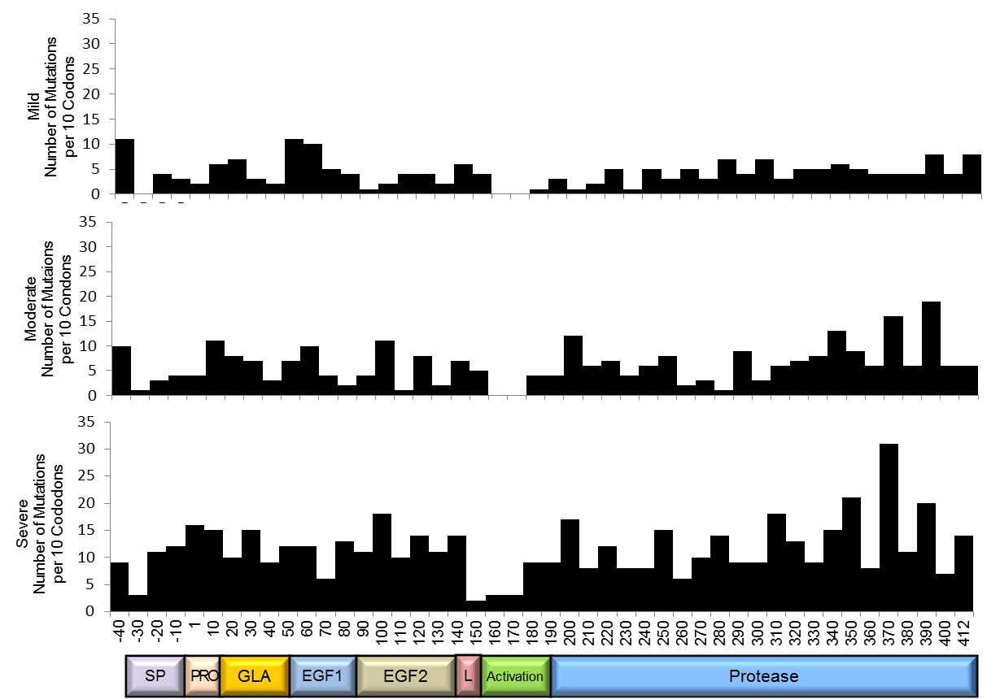 Mild
Number of Mutations
per 10 Codons
35
30
25
20
15
10
5
0
Moderate
Number of Mutaions
per 10 Condons
35
30
25
20
15
10
5
0
Severe
Number of Mutations
per 10 Cododons
35
30
25
20
15
10
5
0
-40 -30 -20 -10 1 10 20 30 40 50 60 70 80 90 100 110 120 130 140 150 160 170 180 190 200 210 220 230 240 250 260 270 280 290 300 310 320 330 340 350 360 370 380 390 400 412
SP PRO GLA EGF1 EGF2 L Activation Protease